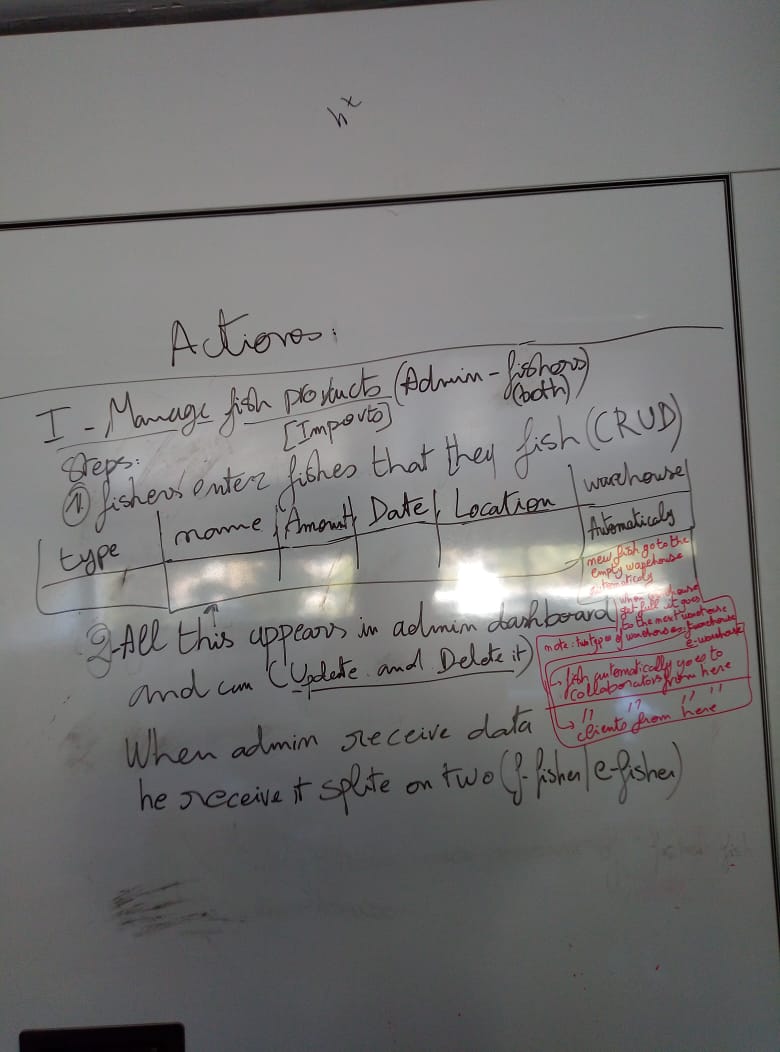 h^x
Actions:
I - Manage fish products (Admin - fishers)
[Imports] (both)
Steps:
① fishers enter fishes that they fish (CRUD)
type name Amount Date Location warehouse
Automaticaly
new fish go to the
empty warehouse
automaticaly
when warehouse
get full it goes
to the next warehouse
2-All this appears in admin dashboard
and can (Update and Delete it)
note: two types of warehouses f-warehouse
e-warehouse
→ fish automatically goes to
collaborators from here
→ " " " "
clients from here
When admin receive data
he receive it splite on two (f-fisher/e-fisher)